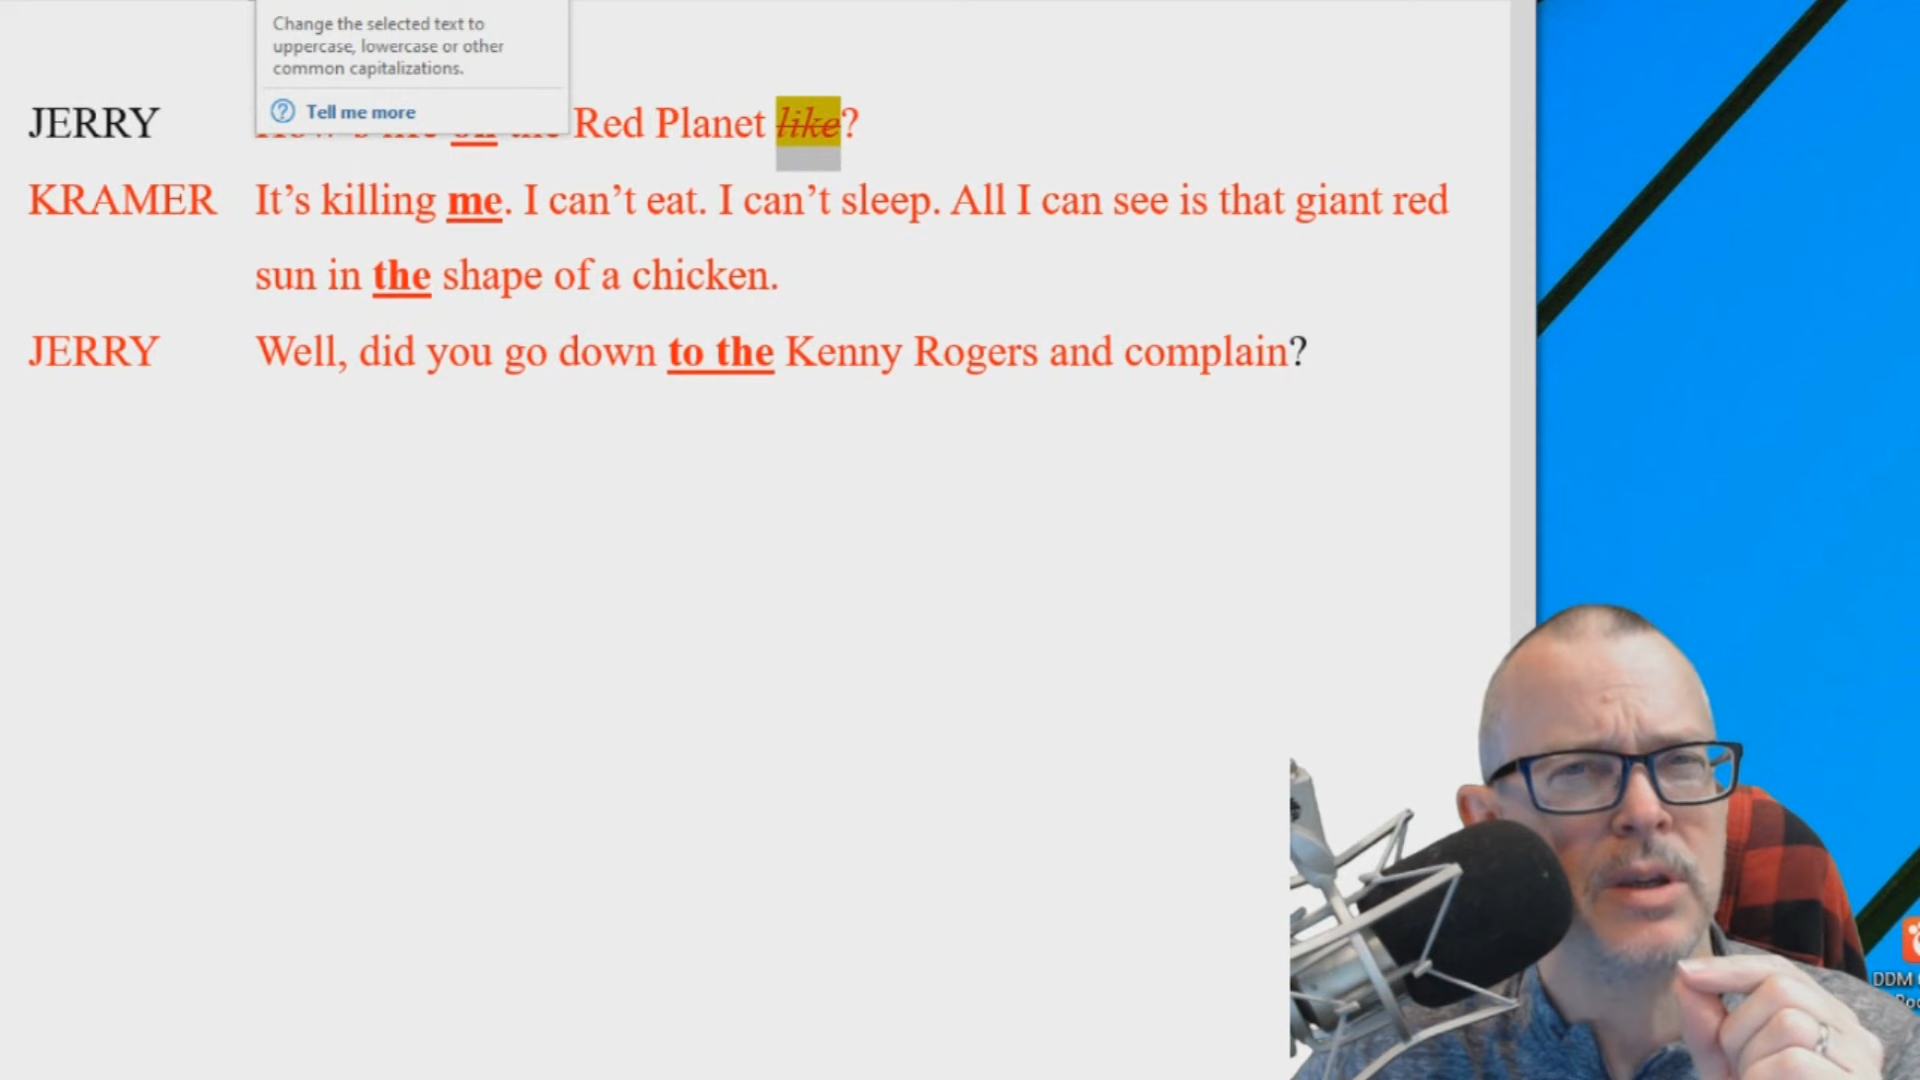 Change the selected text to
uppercase, lowercase or other
common capitalizations.
Tell me more
JERRY Red Planet like?
KRAMER It’s killing me. I can’t eat. I can’t sleep. All I can see is that giant red
sun in the shape of a chicken.
JERRY Well, did you go down to the Kenny Rogers and complain?
DDM